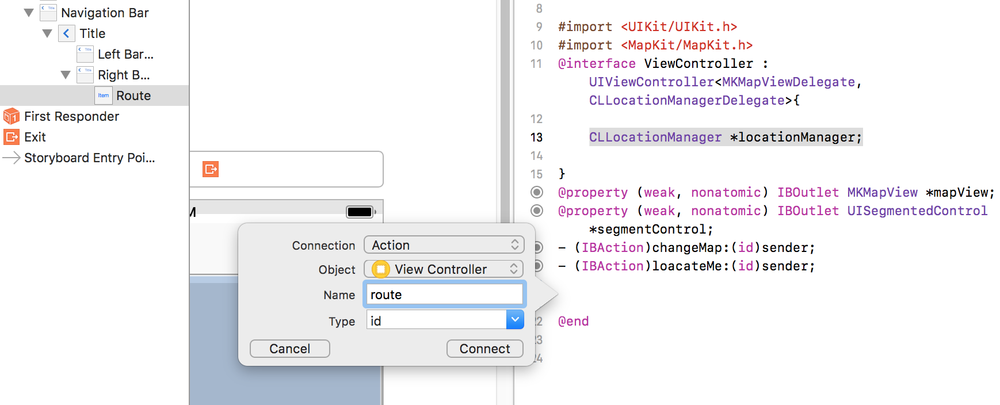 Navigation Bar
Title
Left Bar...
Right B...
Item Route
First Responder
Exit
Storyboard Entry Poi...
M
Connection Action
Object View Controller
Name route
Type id
Cancel Connect
8
9 #import <UIKit/UIKit.h>
10 #import <MapKit/MapKit.h>
11 @interface ViewController :
UIViewController<MKMapViewDelegate,
CLLocationManagerDelegate>{
12
13 CLLocationManager *locationManager;
14
15 }
@property (weak, nonatomic) IBOutlet MKMapView *mapView;
@property (weak, nonatomic) IBOutlet UISegmentedControl
*segmentControl;
- (IBAction)changeMap:(id)sender;
- (IBAction)loacateMe:(id)sender;
22 @end
23
24